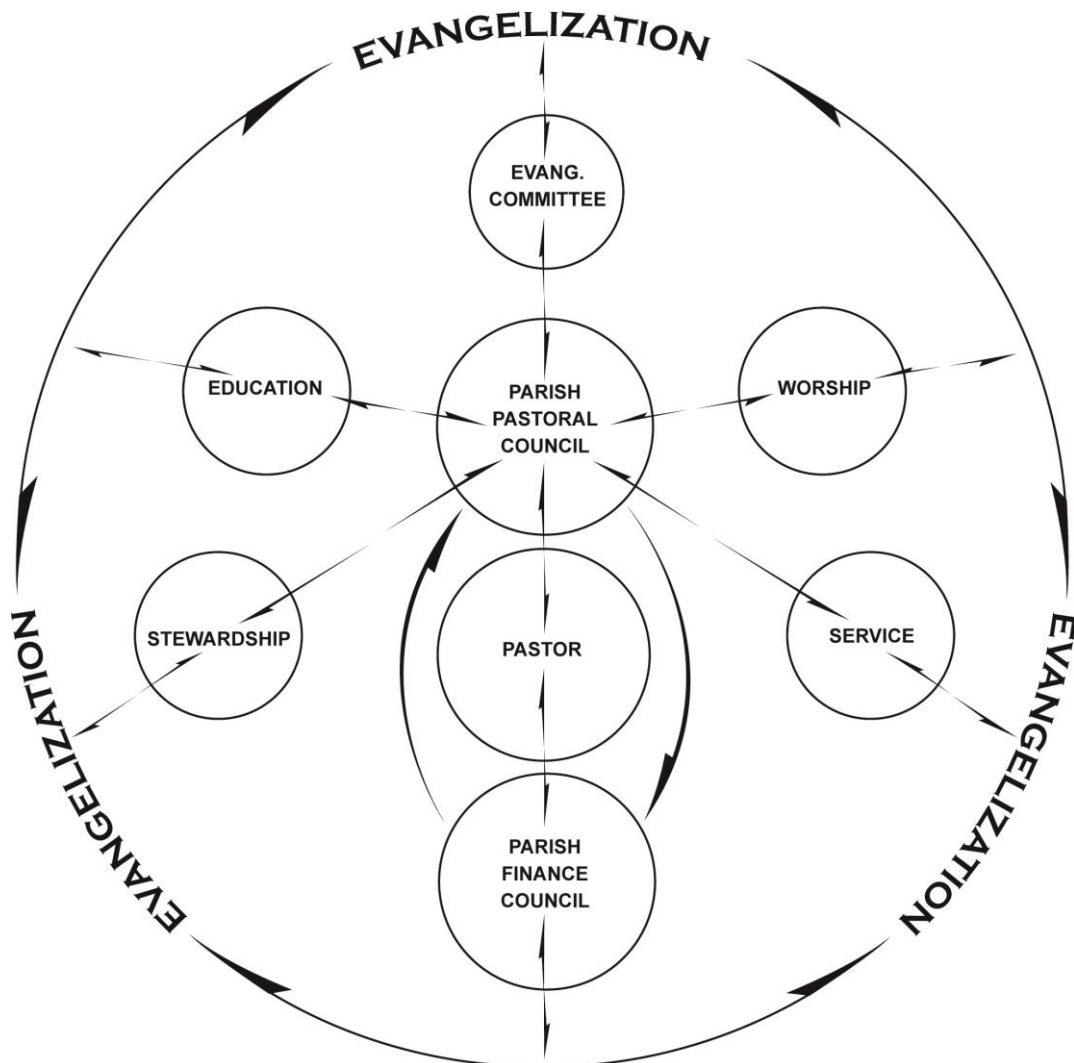 EVANGELIZATION
EVANG.
COMMITTEE
EDUCATION
PARISH
PASTORAL
COUNCIL
WORSHIP
STEWARDSHIP
PASTOR
SERVICE
EVANGELIZATION
EVANGELIZATION
PARISH
FINANCE
COUNCIL